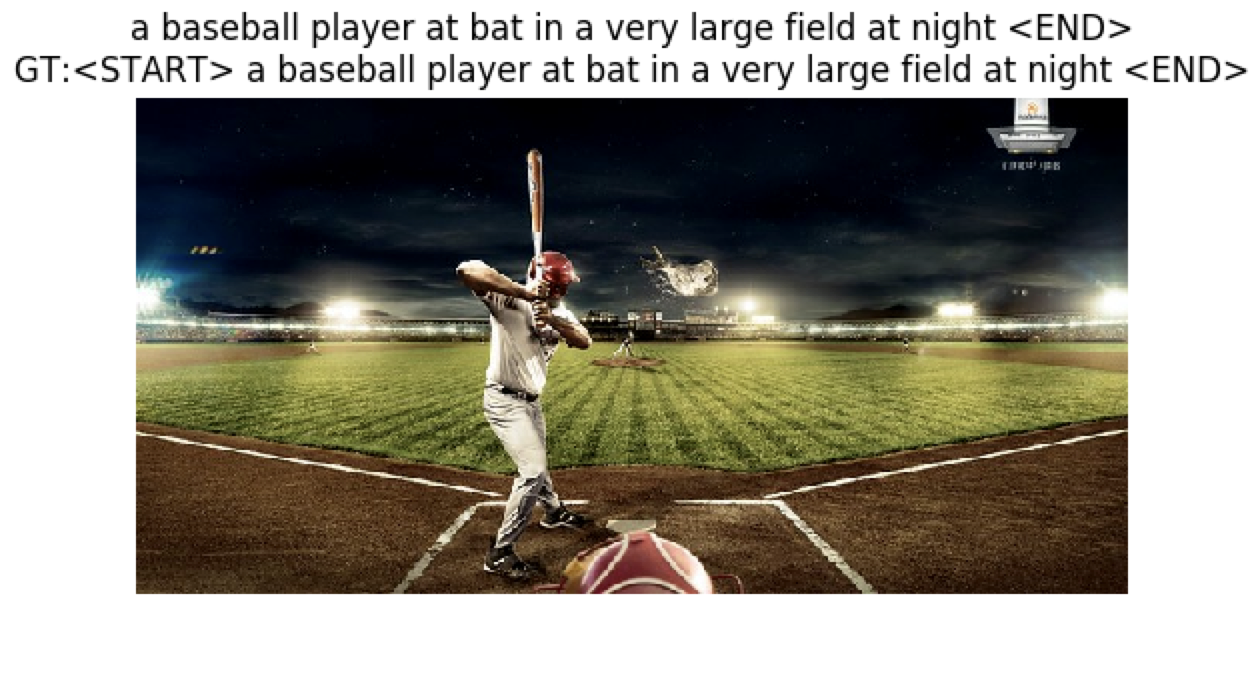 a baseball player at bat in a very large field at night <END>
GT:<START> a baseball player at bat in a very large field at night <END>